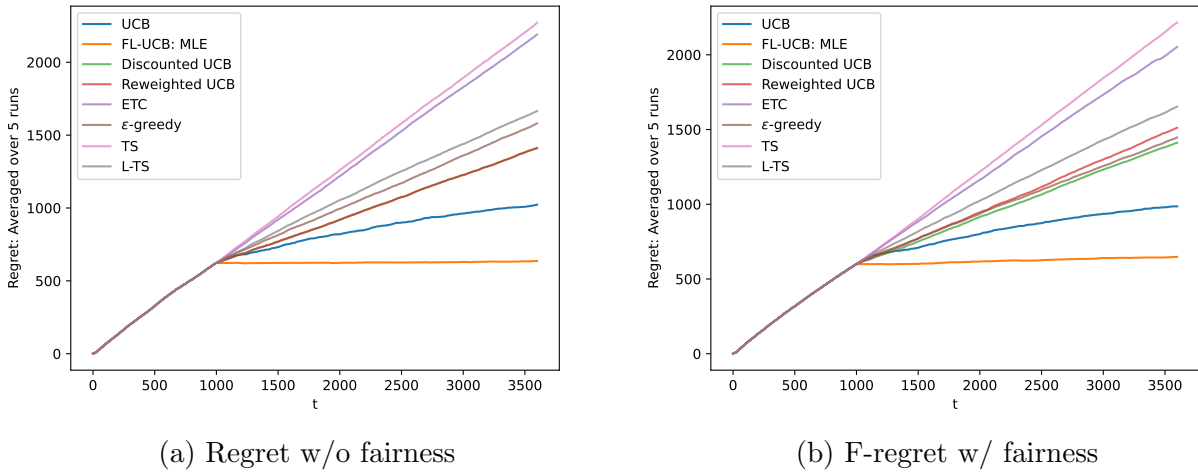 Regret: Averaged over 5 runs
2000
1500
1000
500
0
UCB
FL-UCB: MLE
Discounted UCB
Reweighted UCB
ETC
ε-greedy
TS
L-TS
0 500 1000 1500 2000 2500 3000 3500
t
(a) Regret w/o fairness
Regret: Averaged over 5 runs
2000
1500
1000
500
0
UCB
FL-UCB: MLE
Discounted UCB
Reweighted UCB
ETC
ε-greedy
TS
L-TS
0 500 1000 1500 2000 2500 3000 3500
t
(b) F-regret w/ fairness